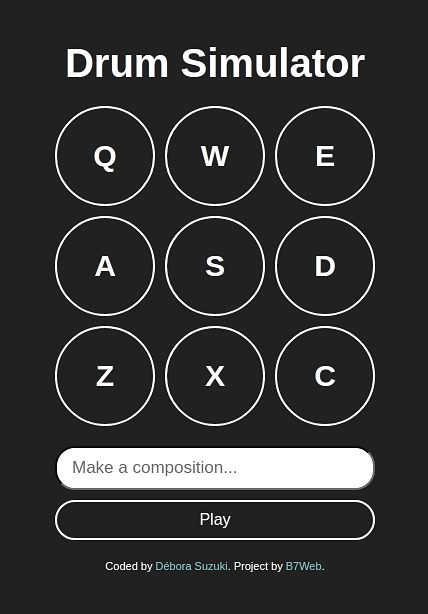 Drum Simulator
Q W E
A S D
Z X C
Make a composition...
Play
Coded by Débora Suzuki. Project by B7Web.